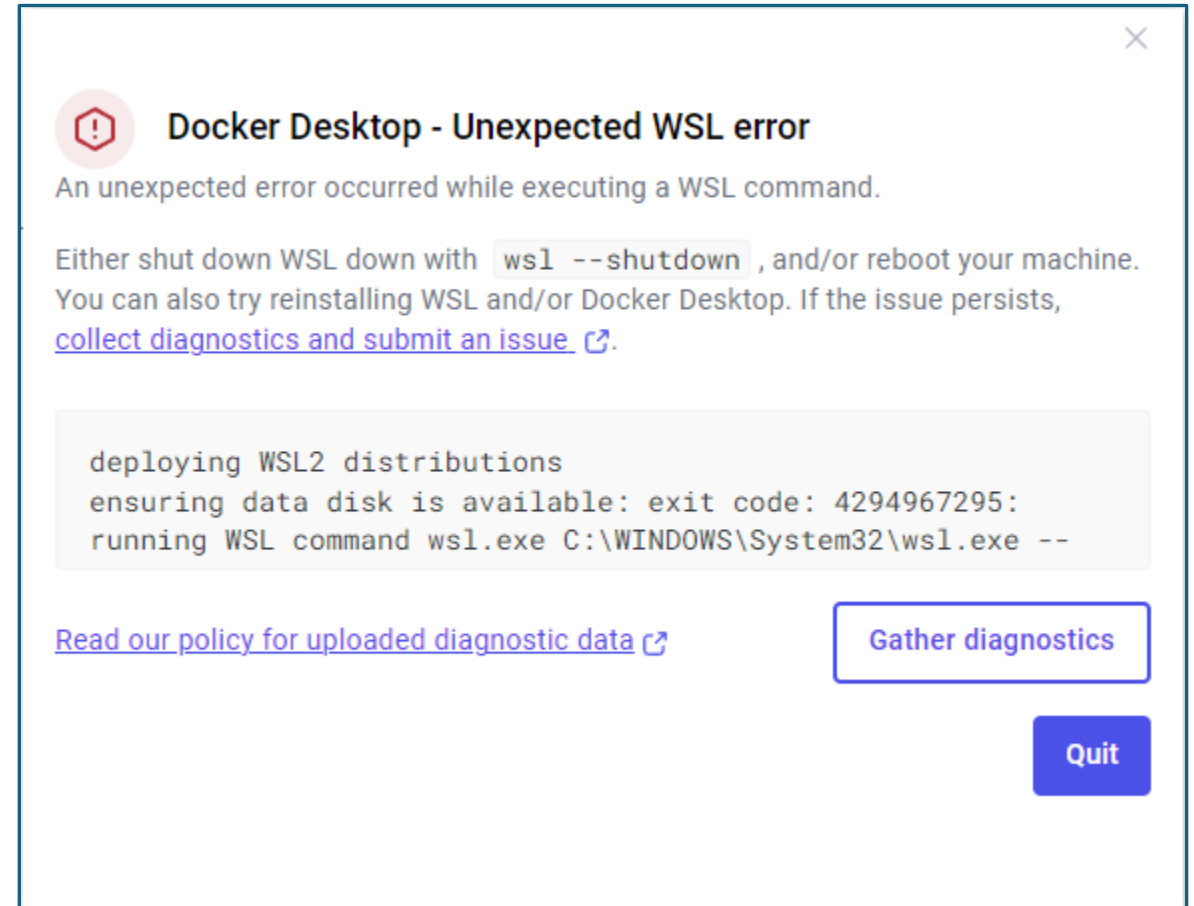 Docker Desktop - Unexpected WSL error
An unexpected error occurred while executing a WSL command.
Either shut down WSL down with wsl --shutdown , and/or reboot your machine.
You can also try reinstalling WSL and/or Docker Desktop. If the issue persists,
collect diagnostics and submit an issue .
deploying WSL2 distributions
ensuring data disk is available: exit code: 4294967295:
running WSL command wsl.exe C:\WINDOWS\System32\wsl.exe --
Read our policy for uploaded diagnostic data
Gather diagnostics
Quit